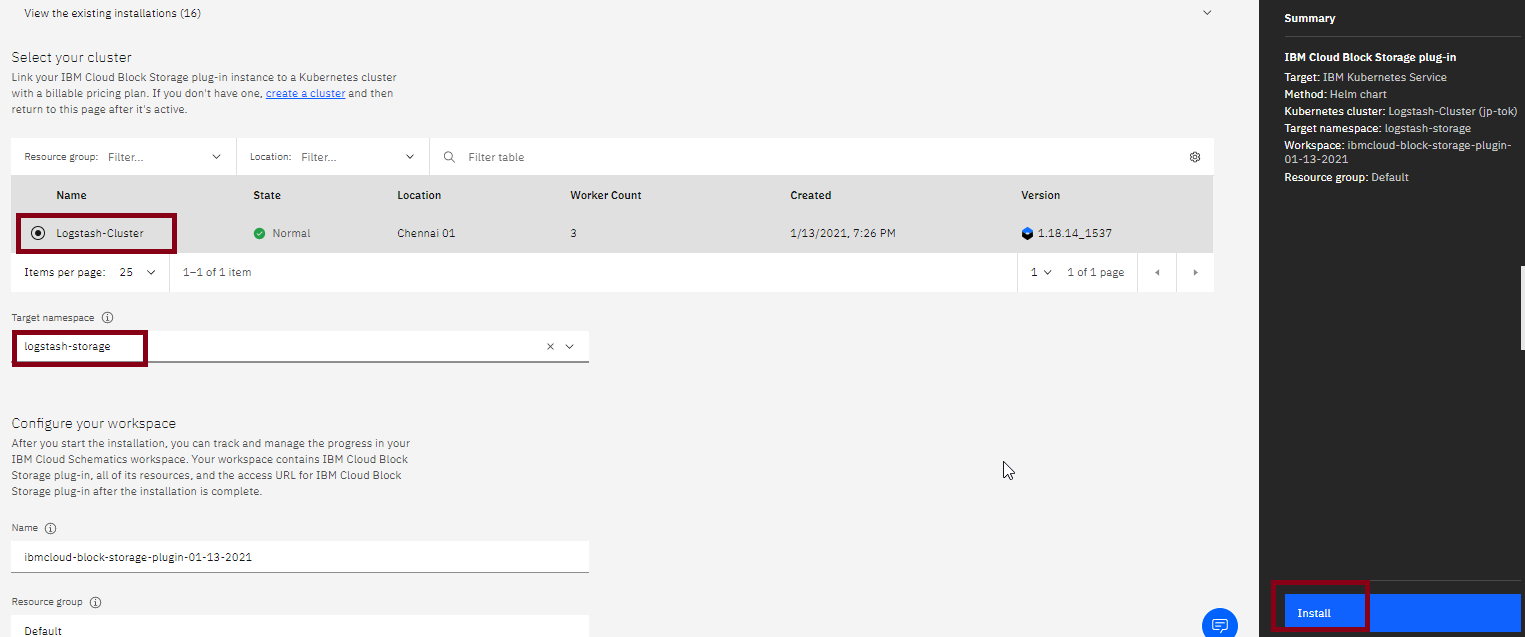 View the existing installations (16)
Select your cluster
Link your IBM Cloud Block Storage plug-in instance to a Kubernetes cluster
with a billable pricing plan. If you don't have one, create a cluster and then
return to this page after it's active.
Resource group: Filter... Location: Filter... Filter table
Name State Location Worker Count Created Version
Logstash-Cluster Normal Chennai 01 3 1/13/2021, 7:26 PM 1.18.14_1537
Items per page: 25 1–1 of 1 item 1 1 of 1 page
Target namespace
logstash-storage
Configure your workspace
After you start the installation, you can track and manage the progress in your
IBM Cloud Schematics workspace. Your workspace contains IBM Cloud Block
Storage plug-in, all of its resources, and the access URL for IBM Cloud Block
Storage plug-in after the installation is complete.
Name
ibmcloud-block-storage-plugin-01-13-2021
Resource group
Default
Summary
IBM Cloud Block Storage plug-in
Target: IBM Kubernetes Service
Method: Helm chart
Kubernetes cluster: Logstash-Cluster (jp-tok)
Target namespace: logstash-storage
Workspace: ibmcloud-block-storage-plugin-
01-13-2021
Resource group: Default
Install